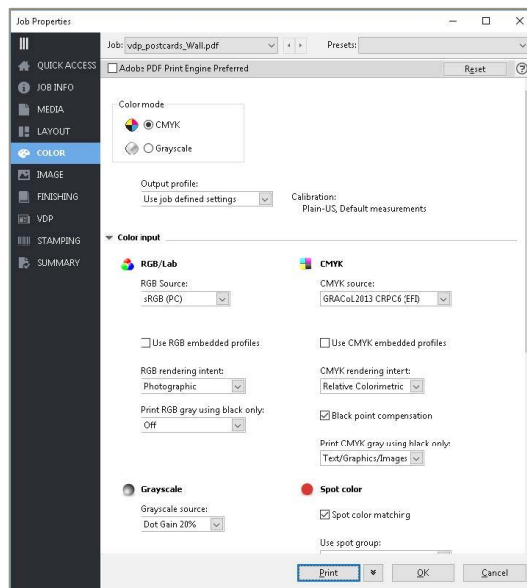 Job Properties
Job: vdp_postcards_Wall.pdf Presets:
QUICK ACCESS
JOB INFO
MEDIA
LAYOUT
COLOR
IMAGE
FINISHING
VDP
STAMPING
SUMMARY
Adobe PDF Print Engine Preferred Reset ?
Color mode
CMYK
Grayscale
Output profile:
Use job defined settings
Calibration:
Plain-US, Default measurements
Color input
RGB/Lab
RGB Source:
sRGB (PC)
Use RGB embedded profiles
RGB rendering intent:
Photographic
Print RGB gray using black only:
Off
CMYK
CMYK source:
GRACoL2013 CRPC6 (EFI)
Use CMYK embedded profiles
CMYK rendering intent:
Relative Colorimetric
Black point compensation
Print CMYK gray using black only:
Text/Graphics/Images
Grayscale
Grayscale source:
Dot Gain 20%
Spot color
Spot color matching
Use spot group:
Print OK Cancel